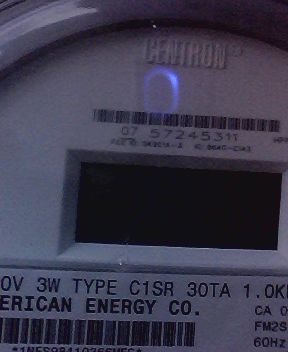 CENTRON®
07 57245311
0V 3W TYPE C1SR 30TA 1.0K
ERICAN ENERGY CO.
CA 0
FM2S
60Hz